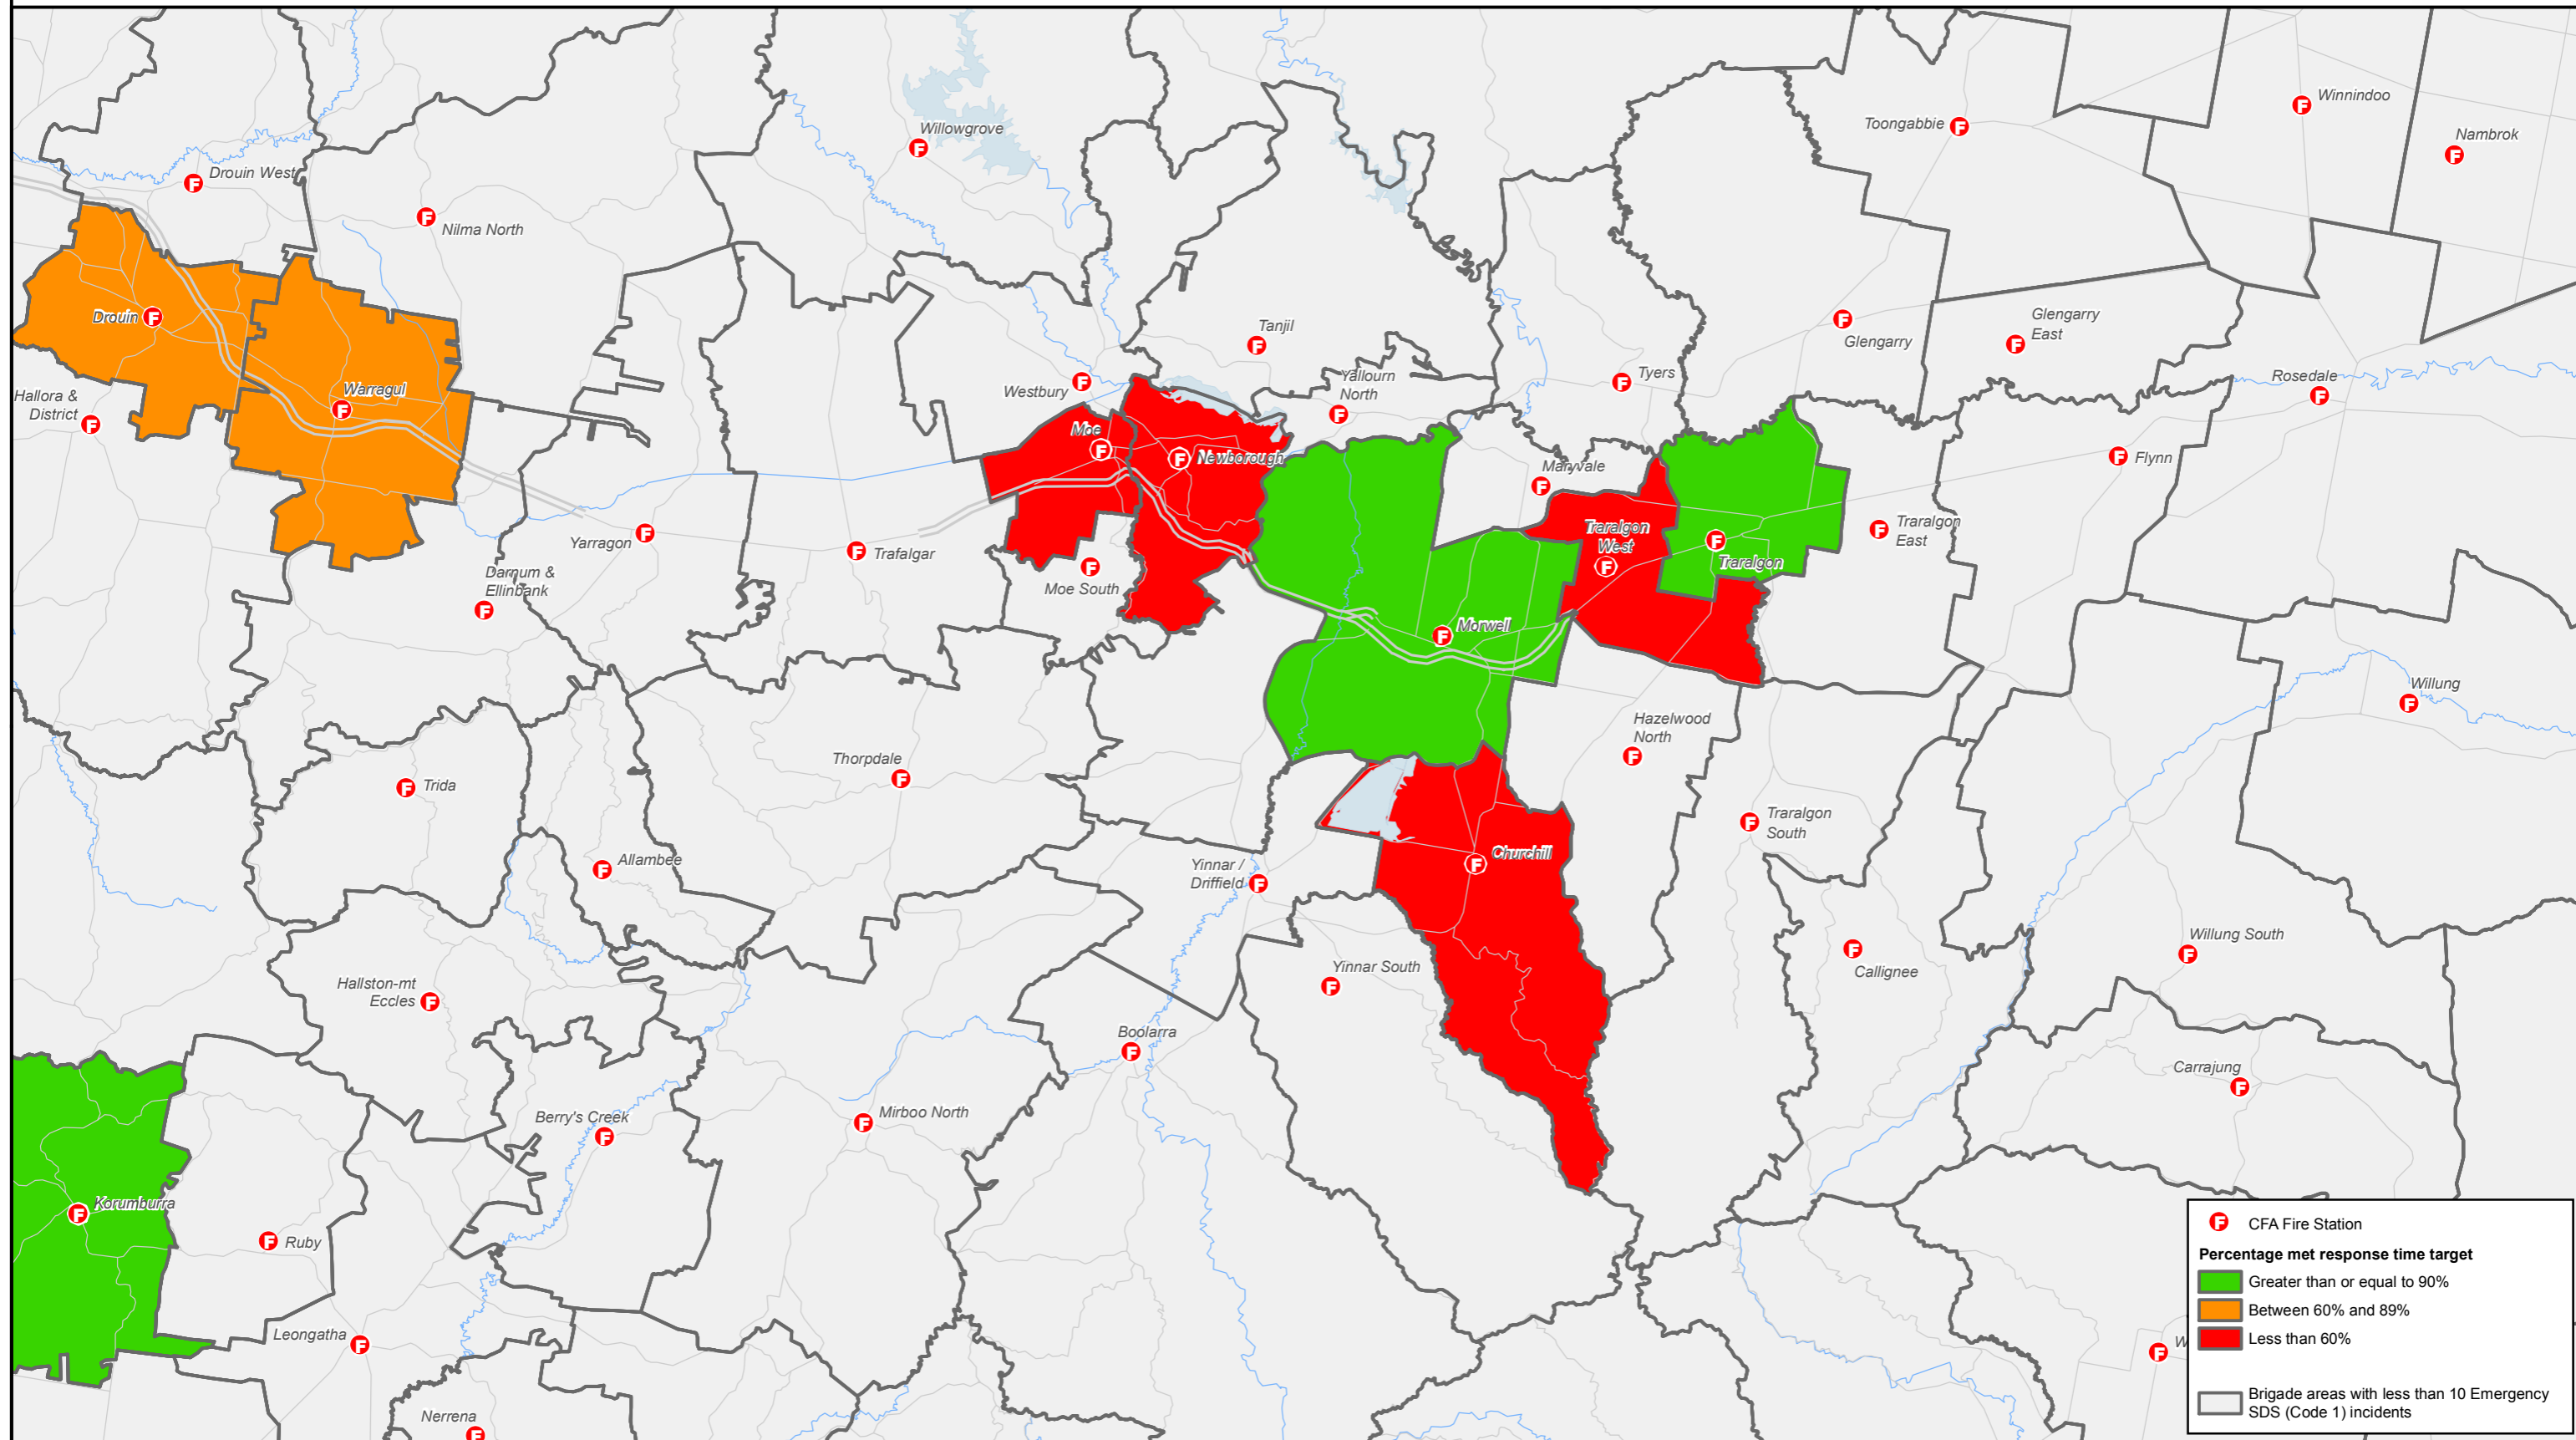 Winnindoo
Toongabbie
Willowgrove
Nambrok
Drouin West
Nilma North
Drouin
Tanjil
Glengarry
East
Glengarry
Tyers
Yallourn
North
Rosedale
Westbury
Warragul
Hallora &
District
Moe
Newborough
Flynn
Maryvale
Traralgon
West
Traralgon
East
Traralgon
Yarragon
Trafalgar
Moe South
Darnum &
Ellinbank
Morwell
Willung
Hazelwood
North
Thorpdale
Trida
Traralgon
South
Allambee
Yinnar /
Driffield
Churchill
Willung South
Yinnar South
Callignee
Hallston-mt
Eccles
Boolarra
Carrajung
Berry's Creek
Mirboo North
Korumburra
Ruby
Leongatha
Nerrena
W
F CFA Fire Station
Percentage met response time target
Greater than or equal to 90%
Between 60% and 89%
Less than 60%
Brigade areas with less than 10 Emergency
SDS (Code 1) incidents